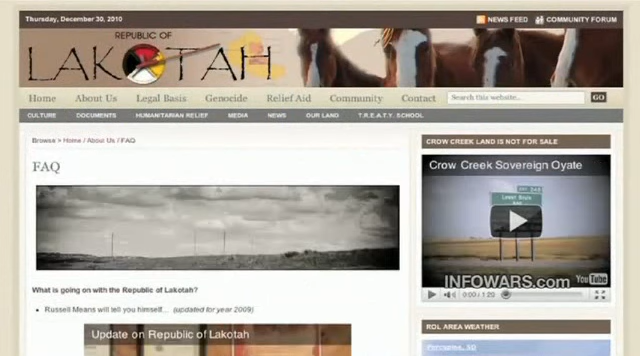 Thursday, December 30, 2010
NEWS FEED COMMUNITY FORUM
REPUBLIC OF
LAKOTAH
Home About Us Legal Basis Genocide Relief Aid Community Contact Search this website... GO
CULTURE DOCUMENTS HUMANITARIAN RELIEF MEDIA NEWS OUR LAND T.R.E.A.T.Y. SCHOOL
Browse > Home / About Us / FAQ
FAQ
What is going on with the Republic of Lakotah?
Russell Means will tell you himself... (updated for year 2009)
Update on Republic of Lakotah
CROW CREEK LAND IS NOT FOR SALE
Crow Creek Sovereign Oyate
INFOWARS.com YouTube
0:00 / 1:20
ROL AREA WEATHER
Porcupine, SD